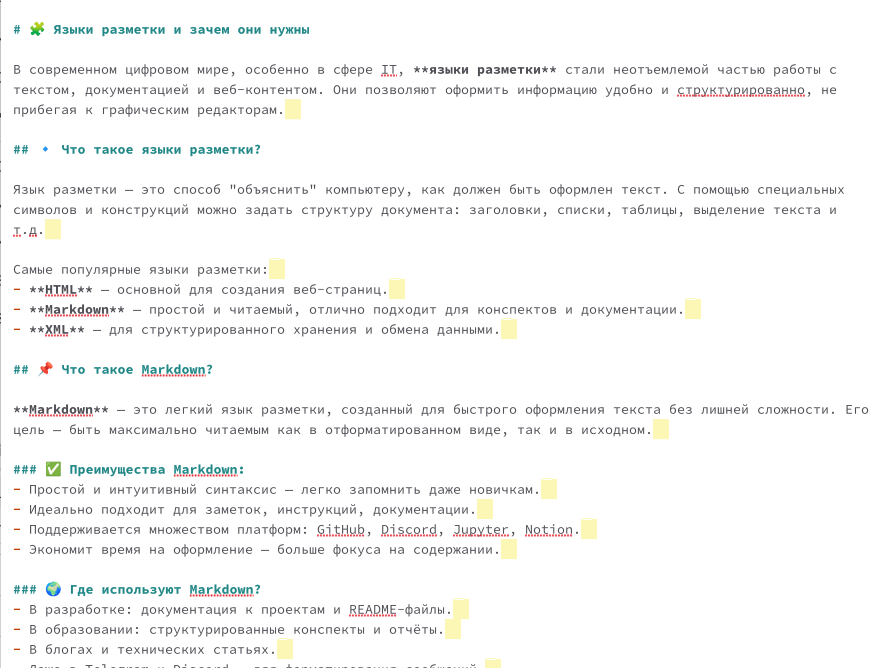 # 🧩 Языки разметки и зачем они нужны
В современном цифровом мире, особенно в сфере IT, **языки разметки** стали неотъемлемой частью работы с
текстом, документацией и веб-контентом. Они позволяют оформить информацию удобно и структурированно, не
прибегая к графическим редакторам.
## 🔹 Что такое языки разметки?
Язык разметки — это способ "объяснить" компьютеру, как должен быть оформлен текст. С помощью специальных
символов и конструкций можно задать структуру документа: заголовки, списки, таблицы, выделение текста и
т.д.
Самые популярные языки разметки:
- **HTML** — основной для создания веб-страниц.
- **Markdown** — простой и читаемый, отлично подходит для конспектов и документации.
- **XML** — для структурированного хранения и обмена данными.
## 📌 Что такое Markdown?
**Markdown** — это легкий язык разметки, созданный для быстрого оформления текста без лишней сложности. Его
цель — быть максимально читаемым как в отформатированном виде, так и в исходном.
### ✅ Преимущества Markdown:
- Простой и интуитивный синтаксис — легко запомнить даже новичкам.
- Идеально подходит для заметок, инструкций, документации.
- Поддерживается множеством платформ: GitHub, Discord, Jupyter, Notion.
- Экономит время на оформление — больше фокуса на содержании.
### 🌍 Где используют Markdown?
- В разработке: документация к проектам и README-файлы.
- В образовании: структурированные конспекты и отчёты.
- В блогах и технических статьях.
- Даже в Telegram и Discord — для форматирования сообщений.